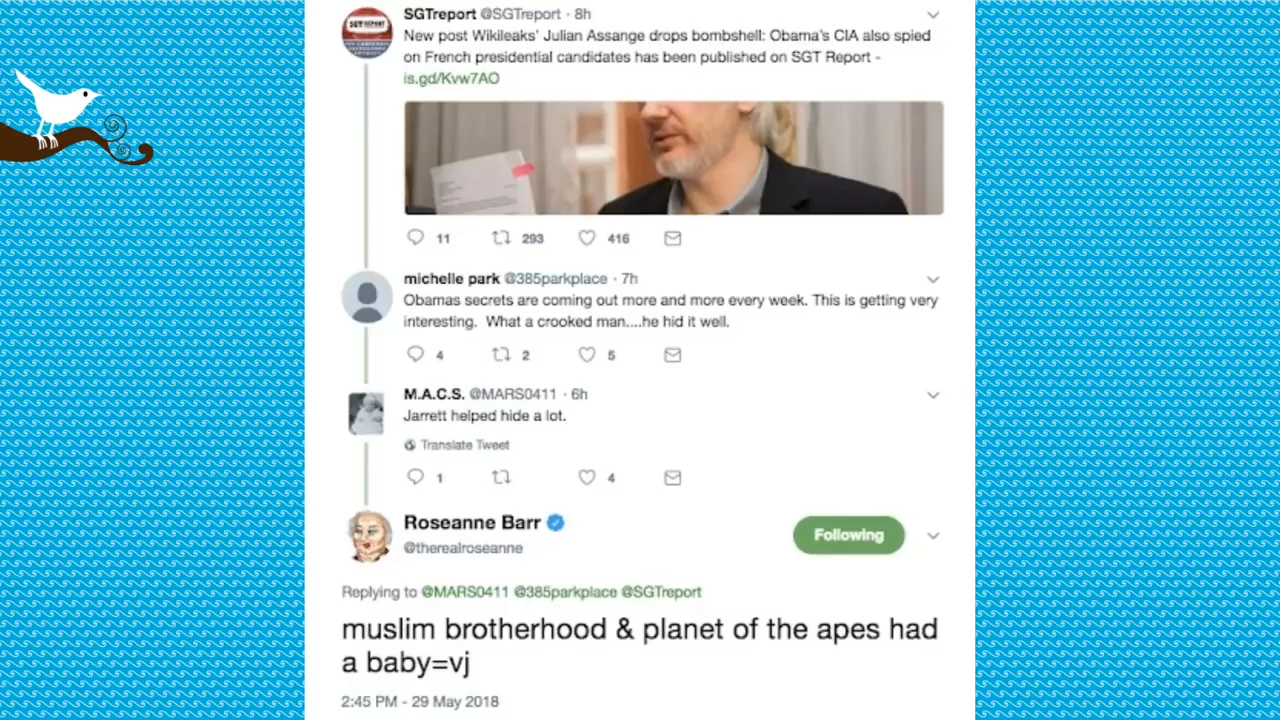 SGTreport @SGTreport · 8h
New post Wikileaks' Julian Assange drops bombshell: Obama's CIA also spied
on French presidential candidates has been published on SGT Report -
is.gd/Kvw7AO
11 293 416
michelle park @385parkplace · 7h
Obamas secrets are coming out more and more every week. This is getting very
interesting. What a crooked man....he hid it well.
4 2 5
M.A.C.S. @MARS0411 · 6h
Jarrett helped hide a lot.
Translate Tweet
1 4
Roseanne Barr
Following
@therealroseanne
Replying to @MARS0411 @385parkplace @SGTreport
muslim brotherhood & planet of the apes had
a baby=vj
2:45 PM - 29 May 2018